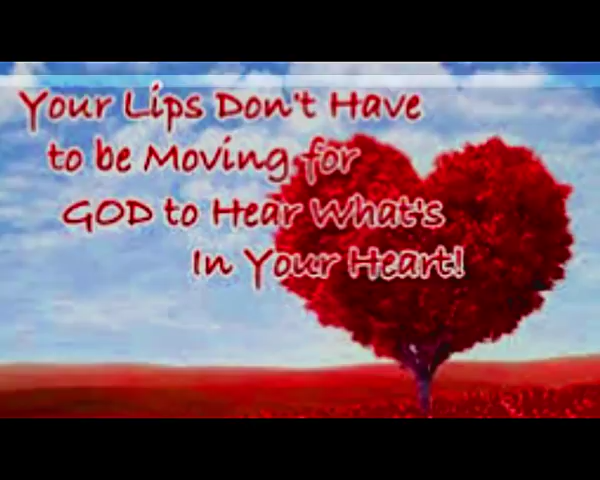 Your Lips Don't Have
to be Moving for
GOD to Hear What's
In Your Heart!